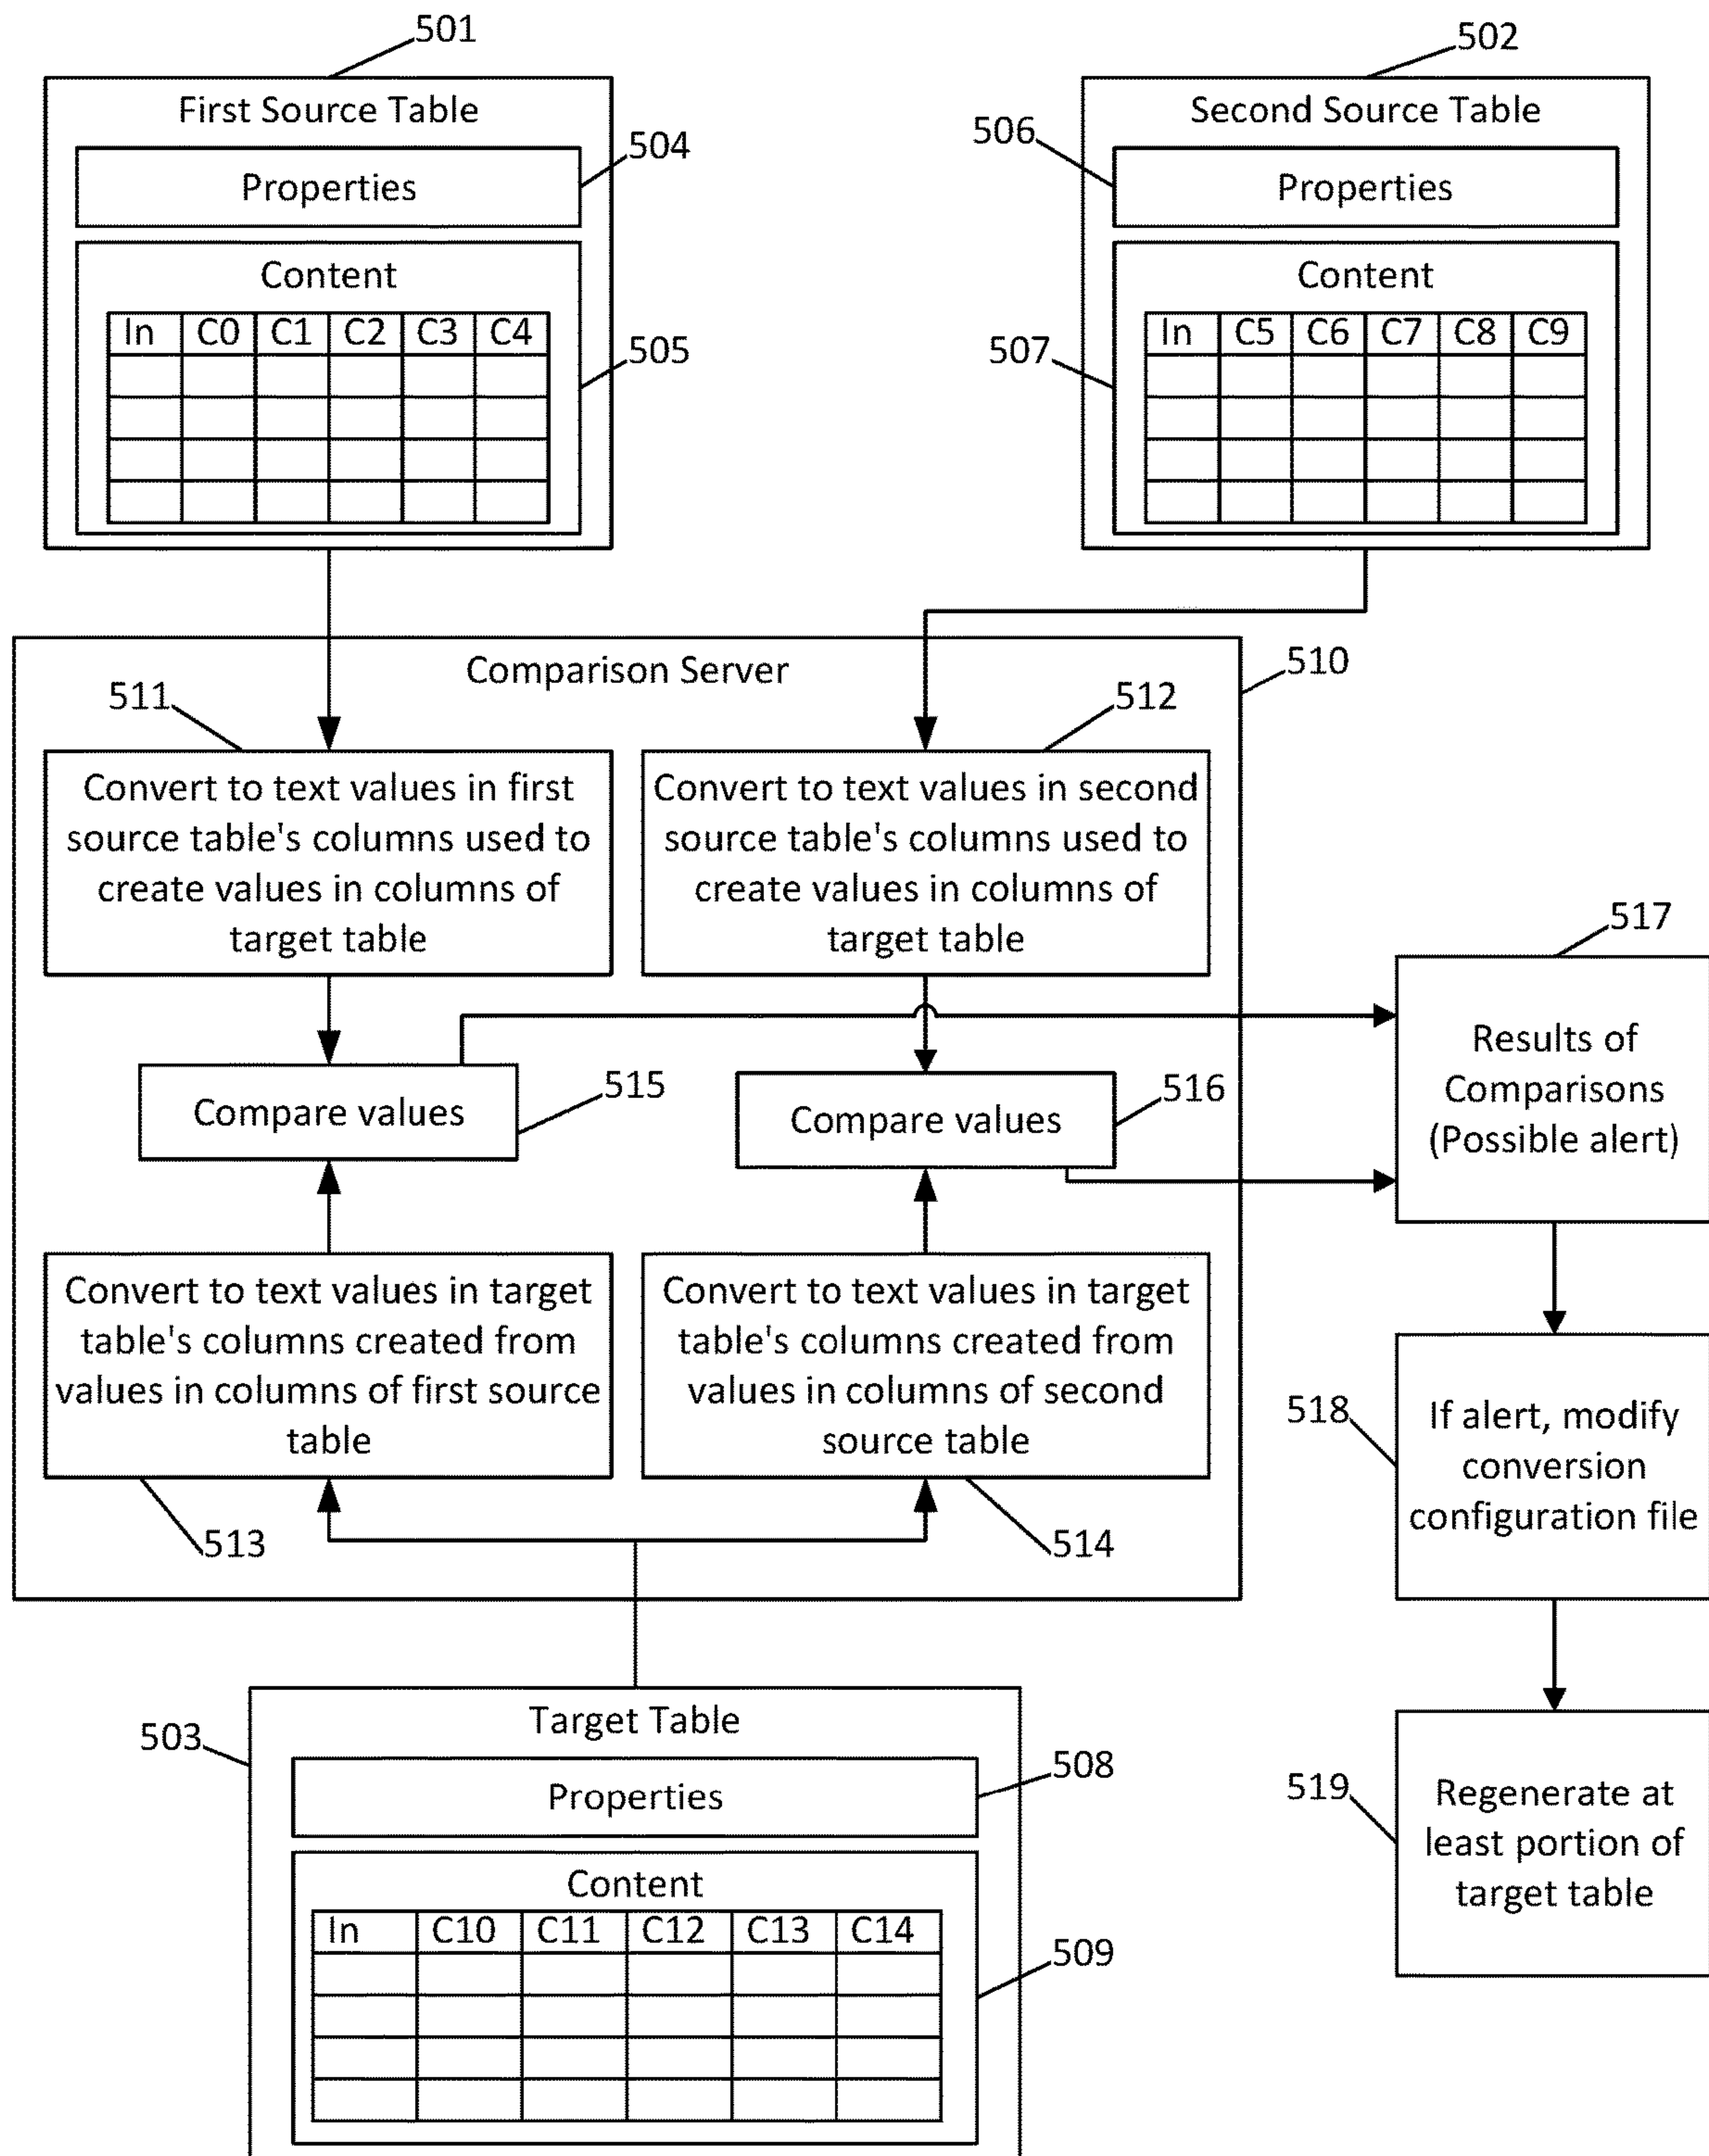 501
502
First Source Table
504
Properties
Content
In C0 C1 C2 C3 C4
505
Second Source Table
506
Properties
Content
In C5 C6 C7 C8 C9
507
Comparison Server
510
511
512
Convert to text values in first
source table's columns used to
create values in columns of
target table
Convert to text values in second
source table's columns used to
create values in columns of
target table
517
Compare values
515
Compare values
516
Results of
Comparisons
(Possible alert)
Convert to text values in target
table's columns created from
values in columns of first source
table
Convert to text values in target
table's columns created from
values in columns of second
source table
513
514
518
If alert, modify
conversion
configuration file
503
Target Table
508
Properties
Content
In C10 C11 C12 C13 C14
509
519
Regenerate at
least portion of
target table